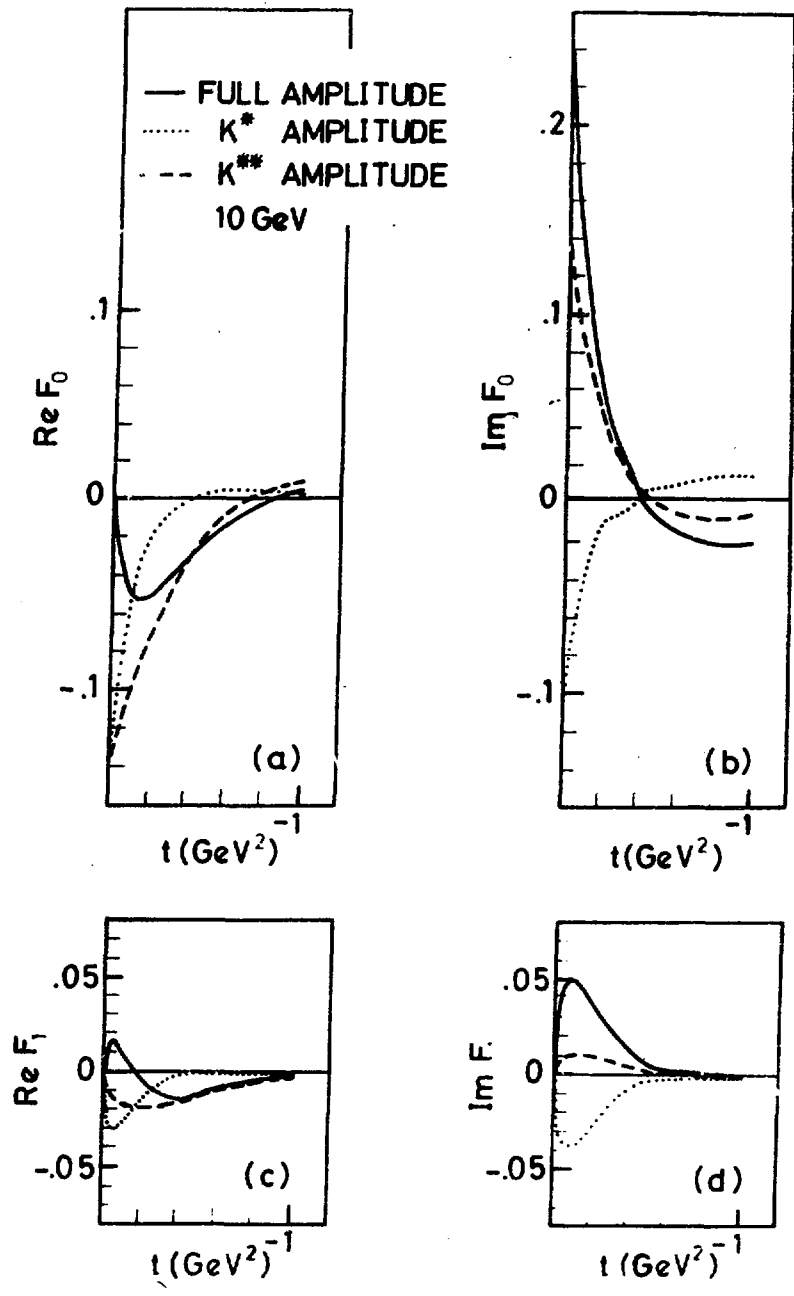 FULL AMPLITUDE
K* AMPLITUDE
K** AMPLITUDE
10 GeV
.1
0
-.1
Re F₀
(a)
-1
t (GeV²)
.2
.1
0
-.1
Im F₀
(b)
-1
t (GeV²)
.05
0
-.05
Re F₁
(c)
-1
t (GeV²)
.05
0
-.05
Im F.
(d)
-1
t (GeV²)